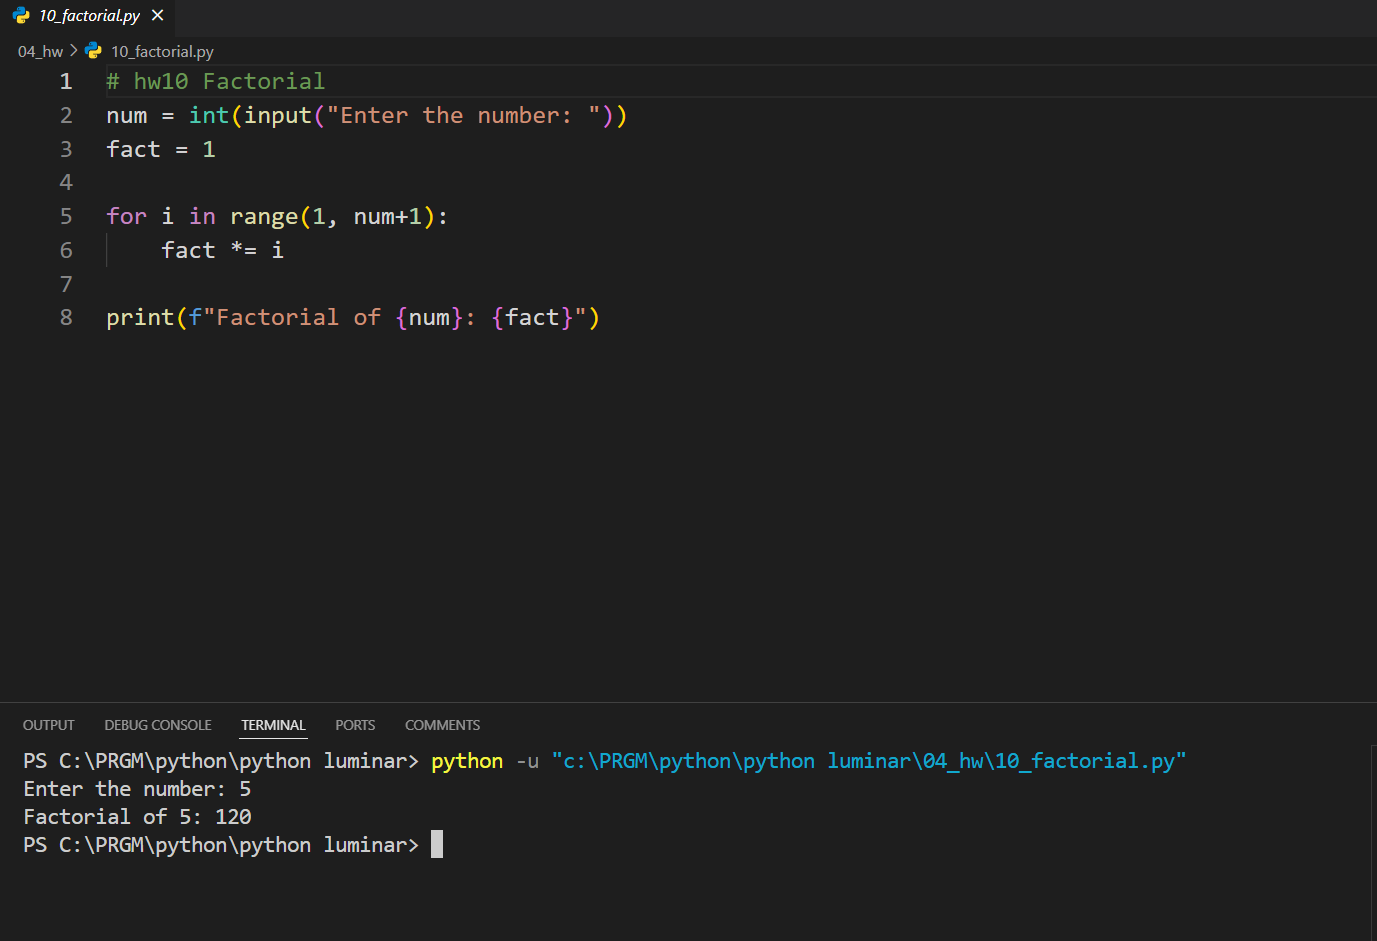 10_factorial.py
04_hw > 10_factorial.py
1 # hw10 Factorial
2 num = int(input("Enter the number: "))
3 fact = 1
4
5 for i in range(1, num+1):
6     fact *= i
7
8 print(f"Factorial of {num}: {fact}")
OUTPUT DEBUG CONSOLE TERMINAL PORTS COMMENTS
PS C:\PRGM\python\python luminar> python -u "c:\PRGM\python\python luminar\04_hw\10_factorial.py"
Enter the number: 5
Factorial of 5: 120
PS C:\PRGM\python\python luminar>